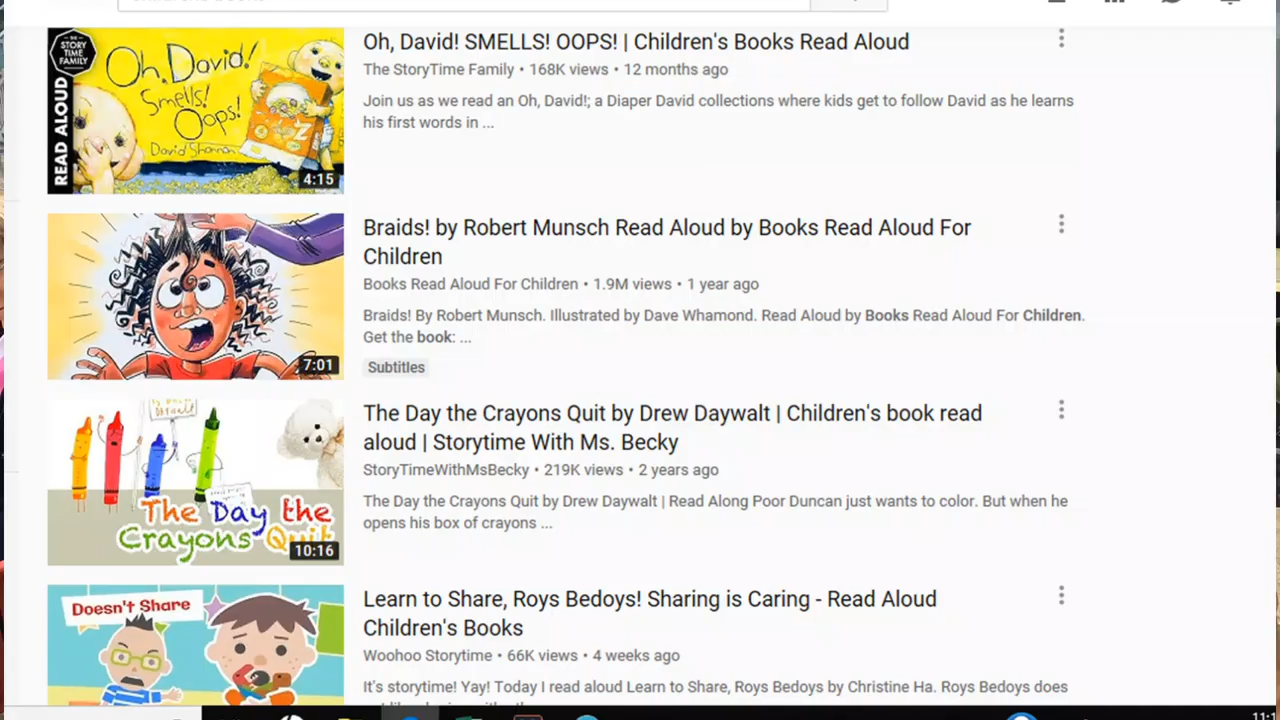 Oh, David! SMELLS! OOPS! | Children's Books Read Aloud
The StoryTime Family • 168K views • 12 months ago
Join us as we read an Oh, David!; a Diaper David collections where kids get to follow David as he learns
his first words in ...
THE
STORY
TIME
FAMILY
READ ALOUD
Oh, David!
Smells!
Oops!
David Shannon
4:15
Braids! by Robert Munsch Read Aloud by Books Read Aloud For
Children
Books Read Aloud For Children • 1.9M views • 1 year ago
Braids! By Robert Munsch. Illustrated by Dave Whamond. Read Aloud by Books Read Aloud For Children.
Get the book: ...
Subtitles
7:01
The Day the Crayons Quit by Drew Daywalt | Children's book read
aloud | Storytime With Ms. Becky
StoryTimeWithMsBecky • 219K views • 2 years ago
The Day the Crayons Quit by Drew Daywalt | Read Along Poor Duncan just wants to color. But when he
opens his box of crayons ...
The Day the
Crayons Quit
10:16
Learn to Share, Roys Bedoys! Sharing is Caring - Read Aloud
Children's Books
Woohoo Storytime • 66K views • 4 weeks ago
It's storytime! Yay! Today I read aloud Learn to Share, Roys Bedoys by Christine Ha. Roys Bedoys does
Doesn't Share